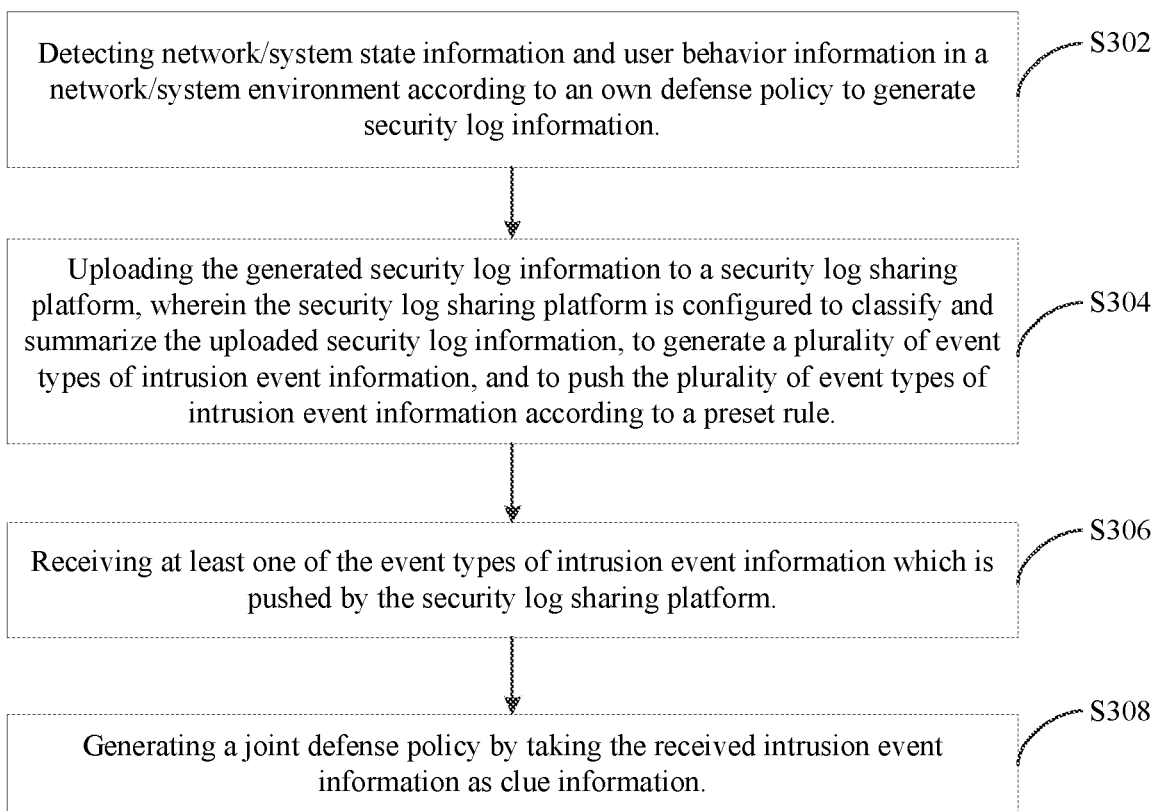 Detecting network/system state information and user behavior information in a
network/system environment according to an own defense policy to generate
security log information.
S302
Uploading the generated security log information to a security log sharing
platform, wherein the security log sharing platform is configured to classify and
summarize the uploaded security log information, to generate a plurality of event
types of intrusion event information, and to push the plurality of event types of
intrusion event information according to a preset rule.
S304
Receiving at least one of the event types of intrusion event information which is
pushed by the security log sharing platform.
S306
Generating a joint defense policy by taking the received intrusion event
information as clue information.
S308